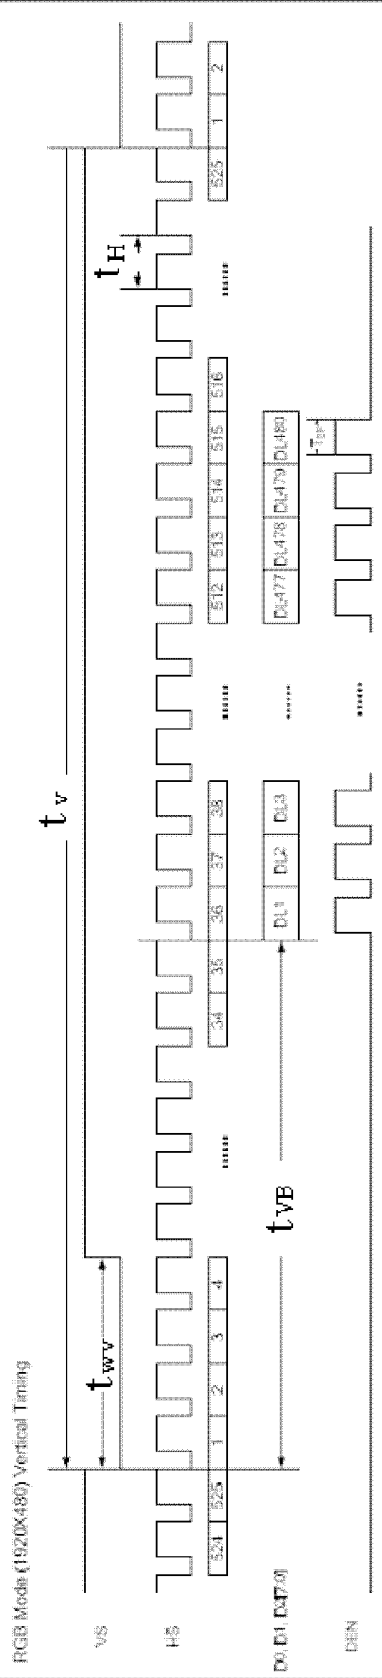 RGB Mode (1920X480) Vertical Timing
tv
VS
twv
tH
HS
524 525 1 2 3 4 ...... 34 35 36 37 38 ...... 512 513 514 515 516 ...... 525 1 2
D0, D1, D2[7:0]
tVB
DL1 DL2 DL3 ...... DL477 DL478 DL479 DL480
DEN
......